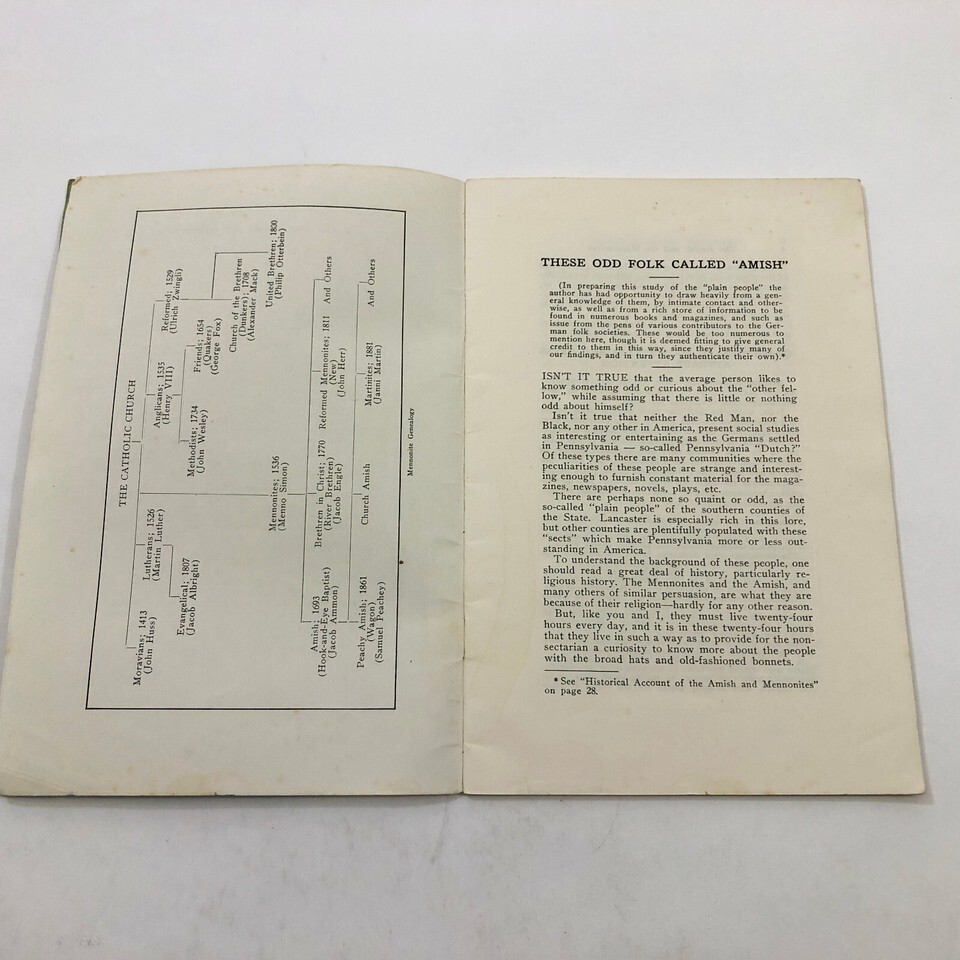 THE CATHOLIC CHURCH
Moravians; 1413
(John Huss)
Lutherans; 1526
(Martin Luther)
Anglicans; 1535
(Henry VIII)
Reformed; 1529
(Ulrich Zwingli)
Evangelical; 1807
(Jacob Albright)
Methodists; 1734
(John Wesley)
Friends; 1654
(Quakers)
(George Fox)
Church of the Brethren
(Dunkers); 1708
(Alexander Mack)
United Brethren; 1800
(Philip Otterbein)
Mennonites; 1536
(Menno Simon)
Amish; 1693
(Hook-and-Eye Baptist)
(Jacob Ammon)
Brethren in Christ; 1770
(River Brethren)
(Jacob Engle)
Reformed Mennonites; 1811
(New)
(John Herr)
And Others
Peachy Amish; 1861
(Wagon)
(Samuel Peachey)
Church Amish
Martinites; 1881
(Janni Martin)
And Others
Mennonite Genealogy
THESE ODD FOLK CALLED "AMISH"
(In preparing this study of the "plain people" the
author has had opportunity to draw heavily from a gen-
eral knowledge of them, by intimate contact and other-
wise, as well as from a rich store of information to be
found in numerous books and magazines, and such as
issue from the pens of various contributors to the Ger-
man folk societies. These would be too numerous to
mention here, though it is deemed fitting to give general
credit to them in this way, since they justify many of
our findings, and in turn they authenticate their own).*
ISN'T IT TRUE that the average person likes to
know something odd or curious about the "other fel-
low," while assuming that there is little or nothing
odd about himself?
Isn't it true that neither the Red Man, nor the
Black, nor any other in America, present social studies
as interesting or entertaining as the Germans settled
in Pennsylvania — so-called Pennsylvania "Dutch?"
Of these types there are many communities where the
peculiarities of these people are strange and interest-
ing enough to furnish constant material for the maga-
zines, newspapers, novels, plays, etc.
There are perhaps none so quaint or odd, as the
so-called "plain people" of the southern counties of
the State. Lancaster is especially rich in this lore,
but other counties are plentifully populated with these
"sects" which make Pennsylvania more or less out-
standing in America.
To understand the background of these people, one
should read a great deal of history, particularly re-
ligious history. The Mennonites and the Amish, and
many others of similar persuasion, are what they are
because of their religion—hardly for any other reason.
But, like you and I, they must live twenty-four
hours every day, and it is in these twenty-four hours
that they live in such a way as to provide for the non-
sectarian a curiosity to know more about the people
with the broad hats and old-fashioned bonnets.
* See "Historical Account of the Amish and Mennonites"
on page 28.